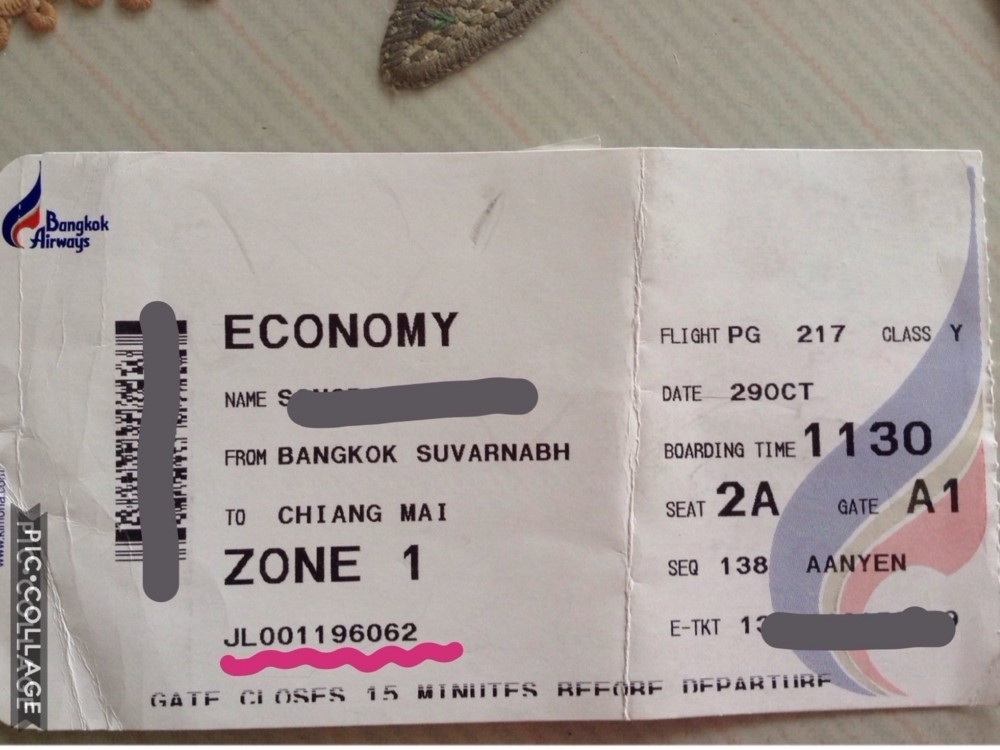 Bangkok
Airways
ECONOMY
NAME
FROM BANGKOK SUVARNABH
TO CHIANG MAI
ZONE 1
JL001196062
GATE CLOSES 15 MINUTES BEFORE DEPARTURE
FLIGHT PG 217 CLASS Y
DATE 29OCT
BOARDING TIME 1130
SEAT 2A GATE A1
SEQ 138 AANYEN
E-TKT
PIC·COLLAGE